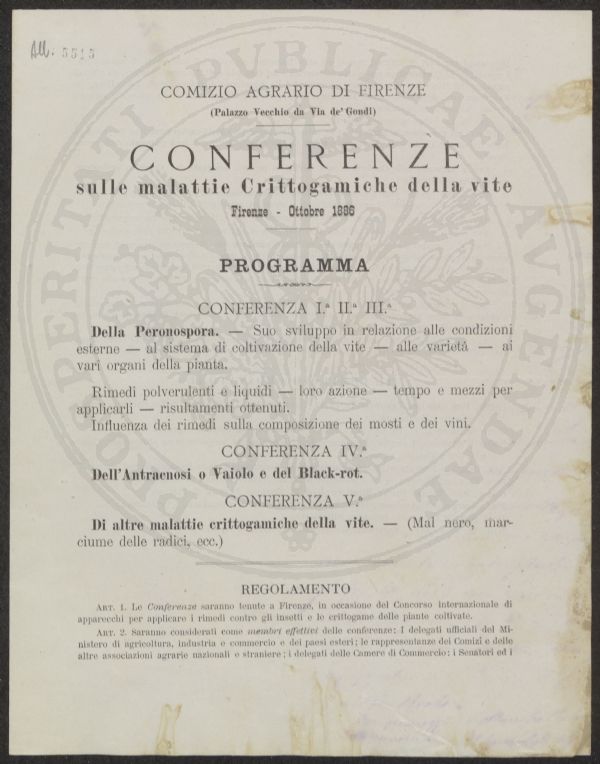 All. 5515
COMIZIO AGRARIO DI FIRENZE
(Palazzo Vecchio da Via de' Gondi)
CONFERENZE
sulle malattie Crittogamiche della vite
Firenze - Ottobre 1886
PROGRAMMA
CONFERENZA I.ª II.ª III.ª
Della Peronospora. — Suo sviluppo in relazione alle condizioni
esterne — al sistema di coltivazione della vite — alle varietà — ai
vari organi della pianta.
Rimedi polverulenti e liquidi — loro azione — tempo e mezzi per
applicarli — risultamenti ottenuti.
Influenza dei rimedi sulla composizione dei mosti e dei vini.
CONFERENZA IV.ª
Dell'Antracnosi o Vaiolo e del Black-rot.
CONFERENZA V.ª
Di altre malattie crittogamiche della vite. — (Mal nero, mar-
ciume delle radici, ecc.)
REGOLAMENTO
ART. 1. Le Conferenze saranno tenute a Firenze, in occasione del Concorso internazionale di
apparecchi per applicare i rimedi contro gli insetti e le crittogame delle piante coltivate.
ART. 2. Saranno considerati come membri effettivi delle conferenze: I delegati ufficiali del Mi-
nistero di agricoltura, industria e commercio e dei paesi esteri; le rappresentanze dei Comizi e delle
altre associazioni agrarie nazionali e straniere; i delegati delle Camere di Commercio; i Senatori ed i
PROSPERITATI PUBLICAE AUGENDAE